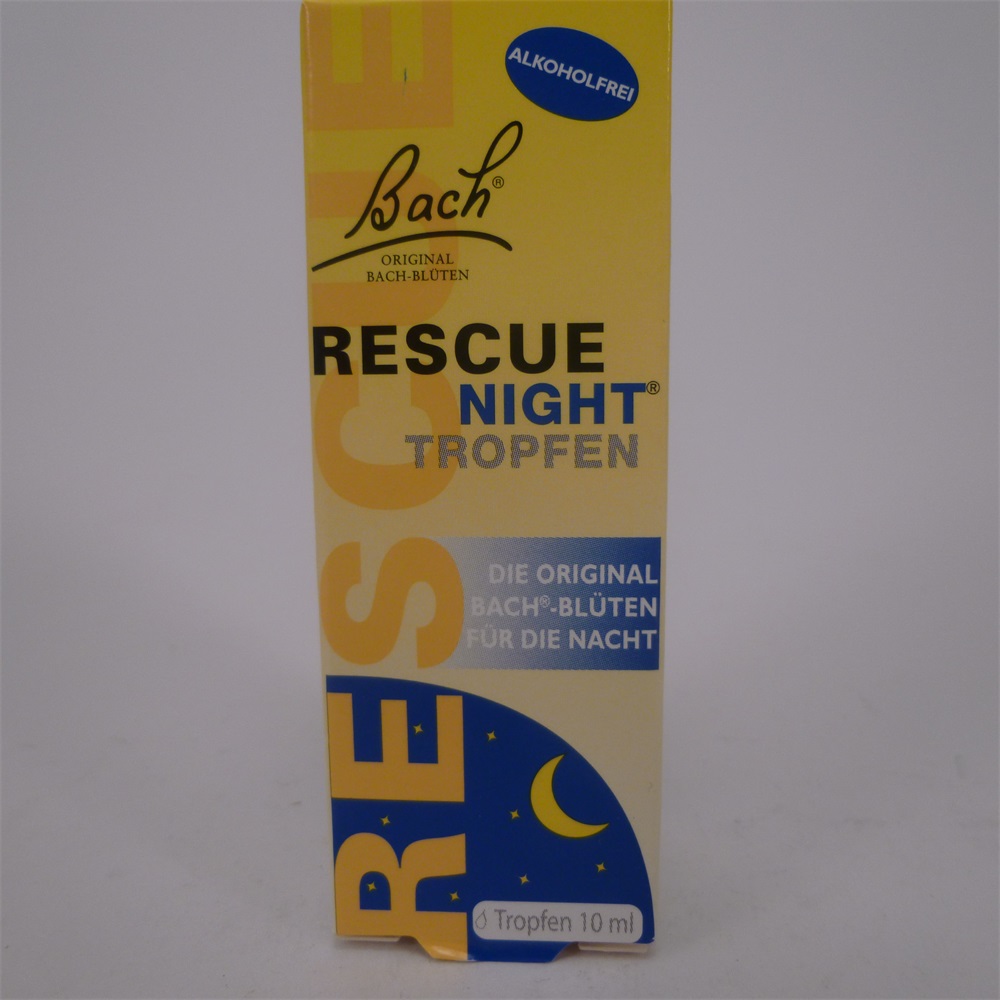 ALKOHOLFREI
Bach®
ORIGINAL
BACH-BLÜTEN
RESCUE
NIGHT®
TROPFEN
DIE ORIGINAL
BACH®-BLÜTEN
FÜR DIE NACHT
RESCUE
Tropfen 10 ml